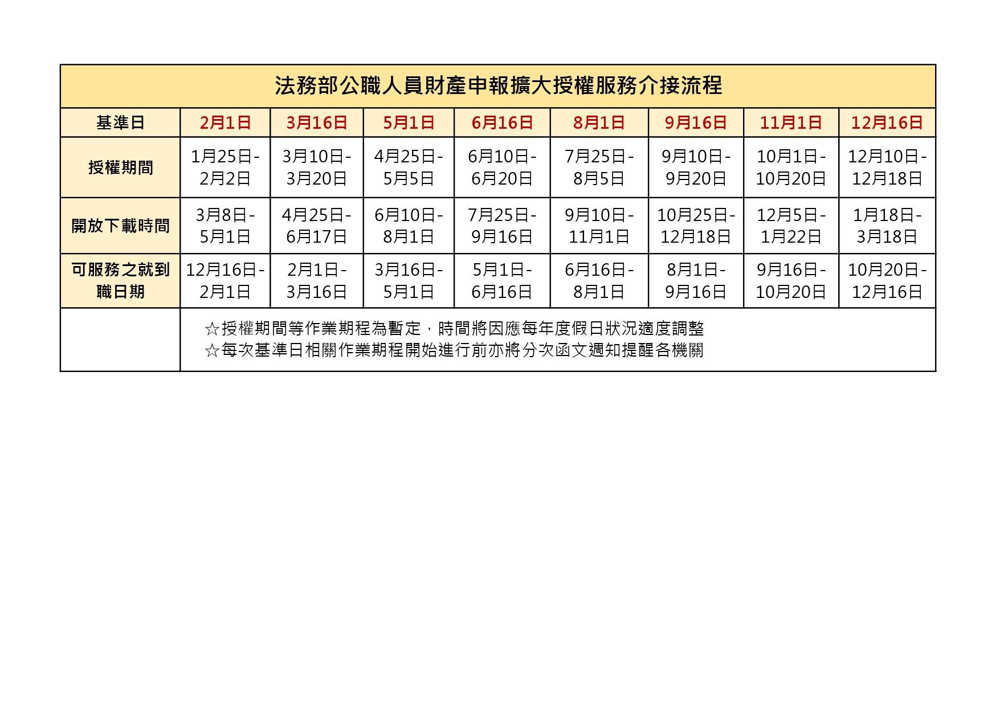 法務部公職人員財產申報擴大授權服務介接流程
基準日 2月1日 3月16日 5月1日 6月16日 8月1日 9月16日 11月1日 12月16日
授權期間 1月25日- 3月10日- 4月25日- 6月10日- 7月25日- 9月10日- 10月1日- 12月10日-
2月2日 3月20日 5月5日 6月20日 8月5日 9月20日 10月20日 12月18日
開放下載時間 3月8日- 4月25日- 6月10日- 7月25日- 9月10日- 10月25日- 12月5日- 1月18日-
5月1日 6月17日 8月1日 9月16日 11月1日 12月18日 1月22日 3月18日
可服務之就到 12月16日- 2月1日- 3月16日- 5月1日- 6月16日- 8月1日- 9月16日- 10月20日-
職日期 2月1日 3月16日 5月1日 6月16日 8月1日 9月16日 10月20日 12月16日
☆授權期間等作業期程為暫定，時間將因應每年度假日狀況適度調整
☆每次基準日相關作業期程開始進行前亦將分次函文週知提醒各機關